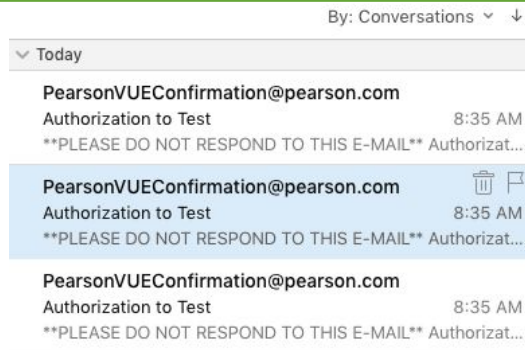 By: Conversations
Today
PearsonVUEConfirmation@pearson.com
Authorization to Test 8:35 AM
**PLEASE DO NOT RESPOND TO THIS E-MAIL** Authorizat...
PearsonVUEConfirmation@pearson.com
Authorization to Test 8:35 AM
**PLEASE DO NOT RESPOND TO THIS E-MAIL** Authorizat...
PearsonVUEConfirmation@pearson.com
Authorization to Test 8:35 AM
**PLEASE DO NOT RESPOND TO THIS E-MAIL** Authorizat...